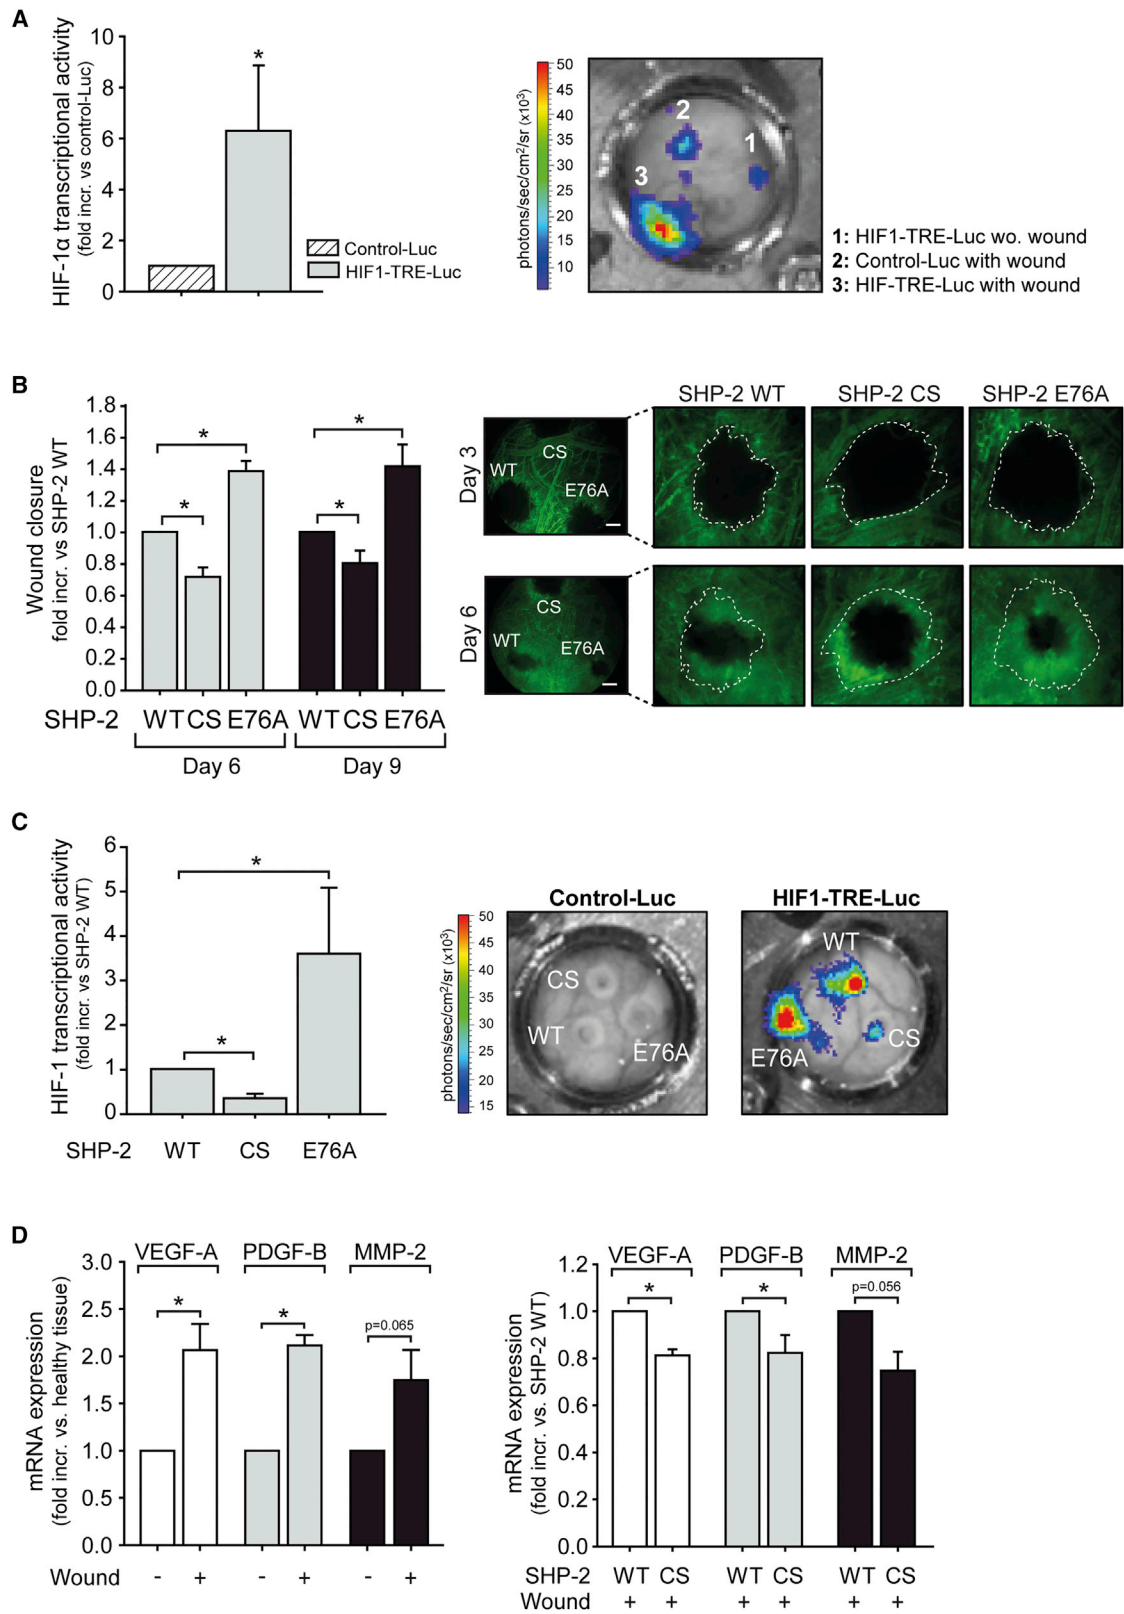 A
HIF-1α transcriptional activity
(fold incr. vs control-Luc)
10
8
6
4
2
0
*
Control-Luc
HIF1-TRE-Luc
photons/sec/cm²/sr (x10³)
50
45
40
35
30
25
20
15
10
2
1
3
1: HIF1-TRE-Luc wo. wound
2: Control-Luc with wound
3: HIF-TRE-Luc with wound
B
Wound closure
fold incr. vs SHP-2 WT
1.8
1.6
1.4
1.2
1.0
0.8
0.6
0.4
0.2
0.0
*
*
*
*
SHP-2 WT CS E76A WT CS E76A
Day 6 Day 9
SHP-2 WT SHP-2 CS SHP-2 E76A
Day 3
CS
WT
E76A
Day 6
CS
WT
E76A
C
HIF-1 transcriptional activity
(fold incr. vs SHP-2 WT)
6
5
4
3
2
1
0
*
*
SHP-2 WT CS E76A
photons/sec/cm²/sr (x10³)
50
45
40
35
30
25
20
15
Control-Luc
CS
WT
E76A
HIF1-TRE-Luc
WT
CS
E76A
D
mRNA expression
(fold incr. vs. healthy tissue)
3.0
2.5
2.0
1.5
1.0
0.5
0.0
VEGF-A PDGF-B MMP-2
* * p=0.065
Wound - + - + - +
mRNA expression
(fold incr. vs. SHP-2 WT)
1.2
1.0
0.8
0.6
0.4
0.2
0.0
VEGF-A PDGF-B MMP-2
* * p=0.056
SHP-2 WT CS WT CS WT CS
Wound + + + + + +